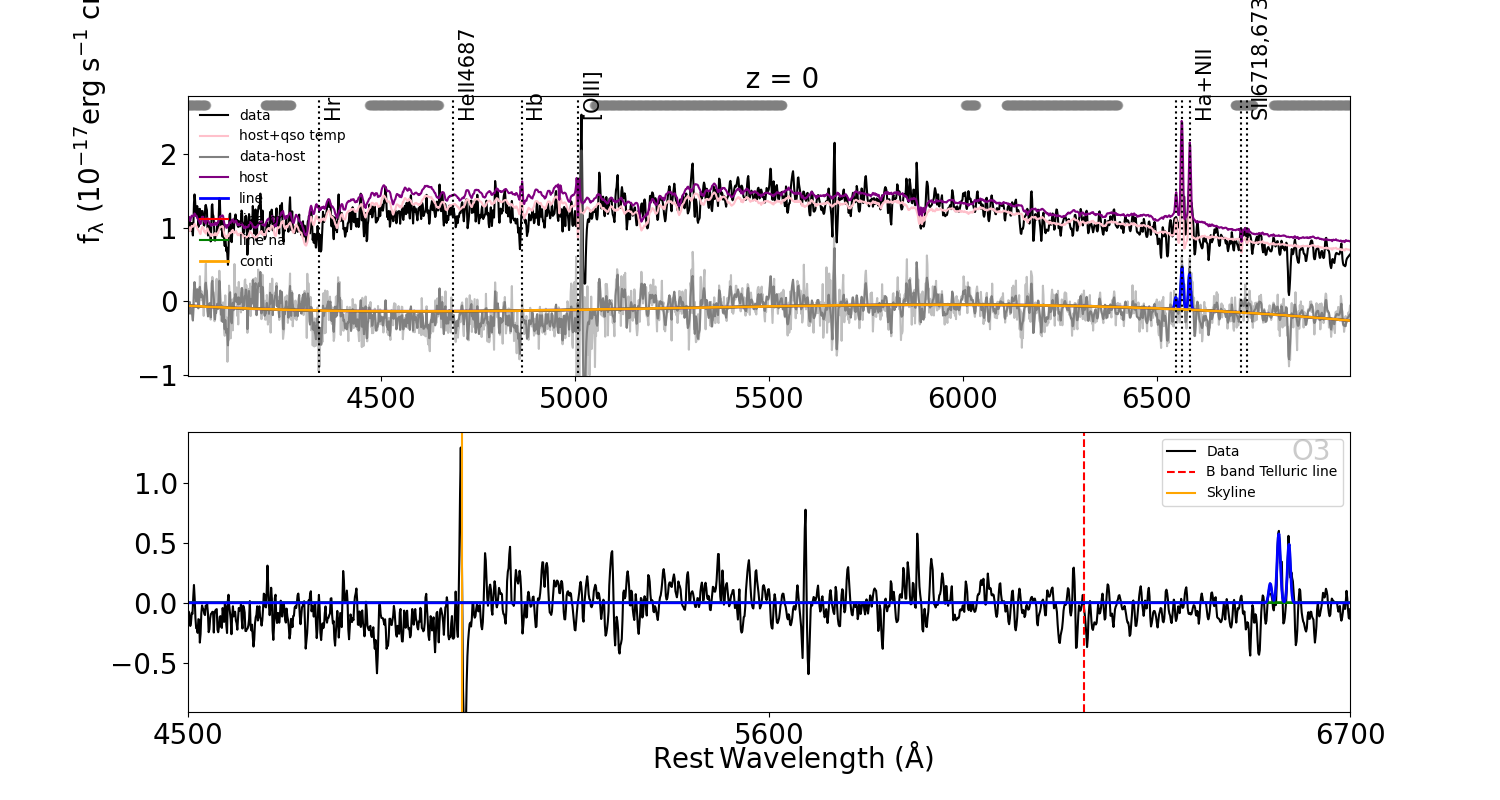 z = 0
f_λ (10^−17 erg s^−1
Hr
HeII4687
Hb
[OIII]
Ha+NII
SII6718,673
data
host+qso temp
data-host
host
line
line na
conti
2
1
0
−1
4500
5000
5500
6000
6500
O3
Data
B band Telluric line
Skyline
1.0
0.5
0.0
−0.5
4500
5600
6700
Rest Wavelength (Å)